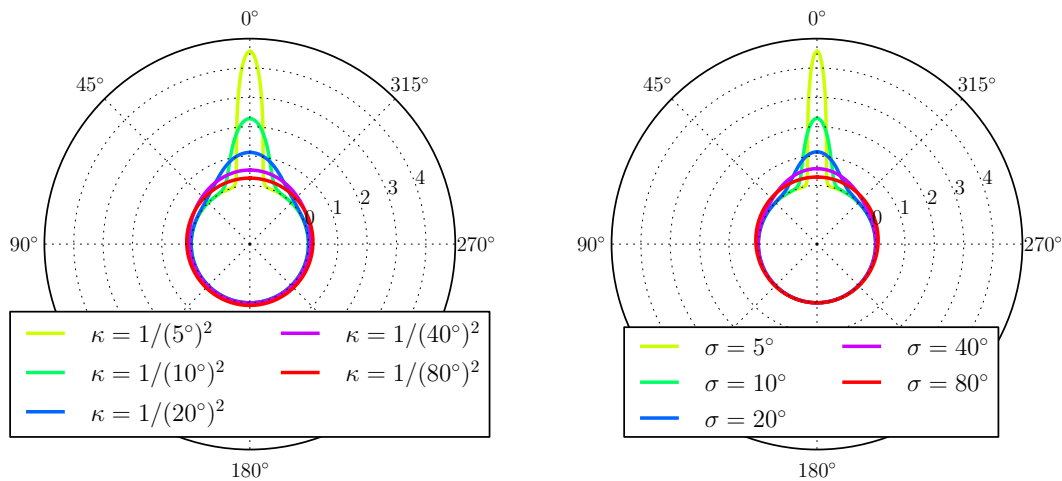 0°
45°
315°
4
3
2
1
0
90°
270°
κ = 1/(5°)²
κ = 1/(40°)²
κ = 1/(10°)²
κ = 1/(80°)²
κ = 1/(20°)²
180°
0°
45°
315°
4
3
2
1
0
90°
270°
σ = 5°
σ = 40°
σ = 10°
σ = 80°
σ = 20°
180°